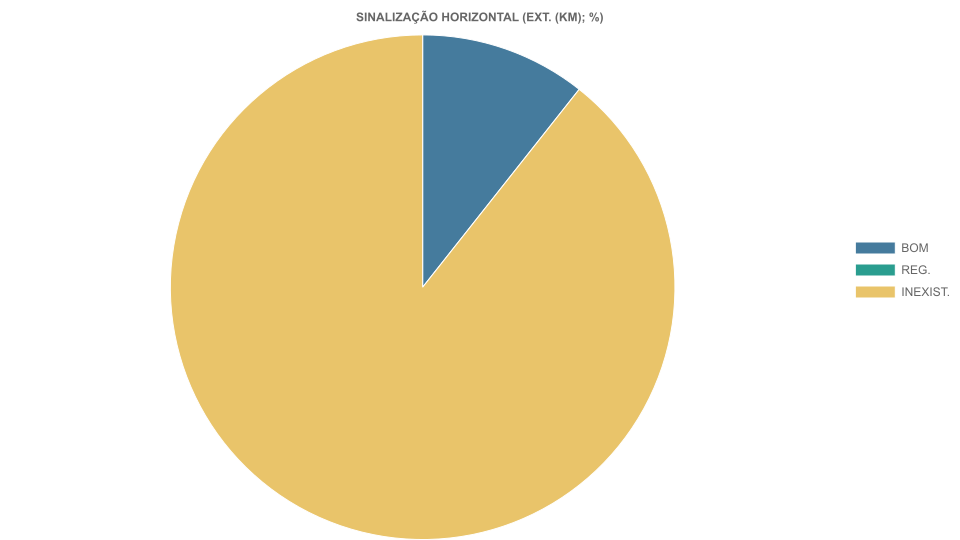 SINALIZAÇÃO HORIZONTAL (EXT. (KM); %)
BOM
REG.
INEXIST.